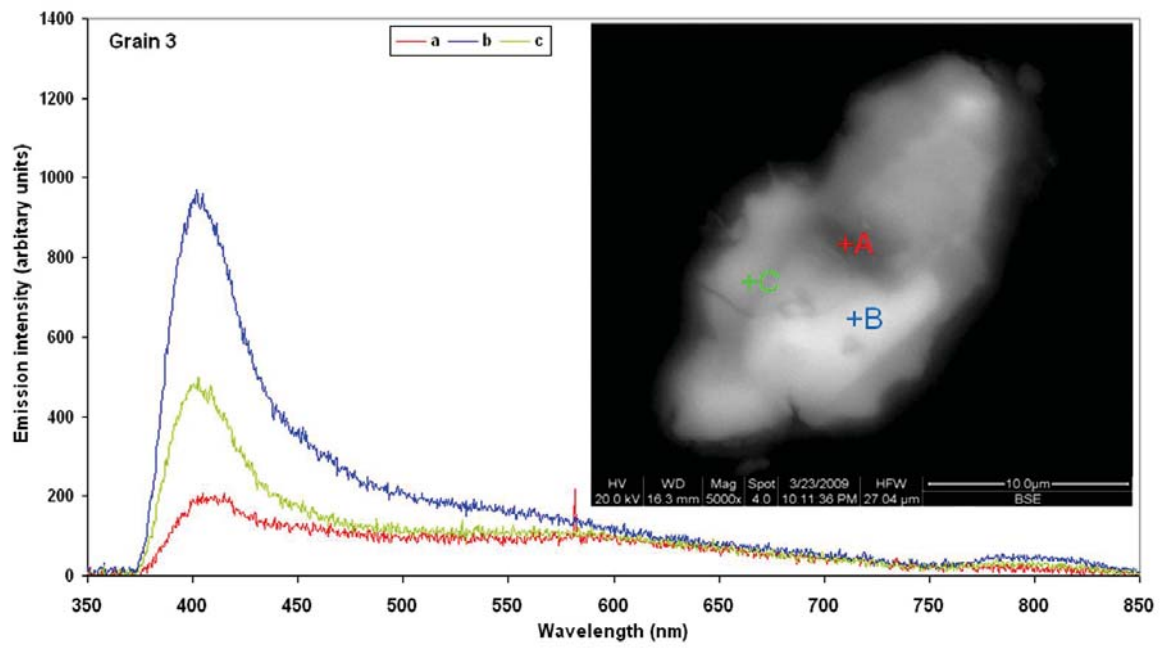 Grain 3
a b c
Emission intensity (arbitary units)
1400
1200
1000
800
600
400
200
0
350 400 450 500 550 600 650 700 750 800 850
Wavelength (nm)
+A
+C
+B
HV WD Mag Spot 3/23/2009 HFW 10.0µm
20.0 kV 16.3 mm 5000x 4.0 10:11:36 PM 27.04 µm BSE